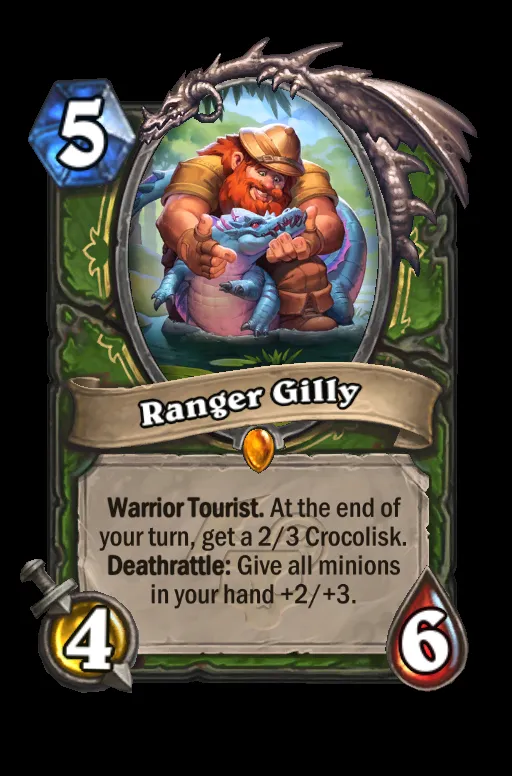 5
Ranger Gilly
Warrior Tourist. At the end of
your turn, get a 2/3 Crocolisk.
Deathrattle: Give all minions
in your hand +2/+3.
4
6